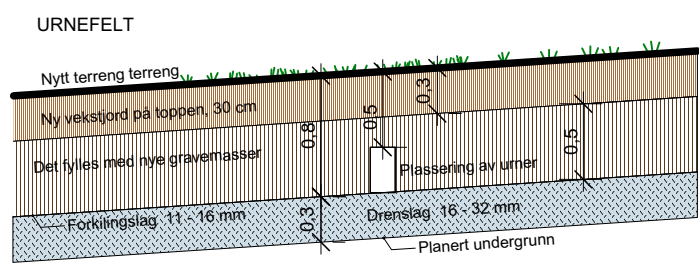 URNEFELT
Nytt terreng terreng
Ny vekstjord på toppen, 30 cm
0,3
0,5
0,8
0,5
Det fylles med nye gravemasser
Plassering av urner
Forkilingslag 11 - 16 mm
0,3
Drenslag 16 - 32 mm
Planert undergrunn